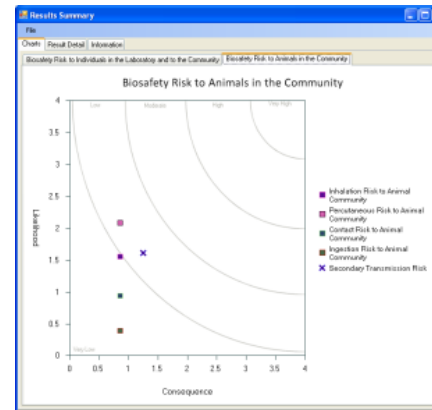 Results Summary
File
Charts Result Detail Information
Biosafety Risk to Individuals in the Laboratory and to the Community Biosafety Risk to Animals in the Community
Biosafety Risk to Animals in the Community
4
Low Moderate High Very High
3.5
3
2.5
2
1.5
1
0.5
0
Likelihood
Very Low
0 0.5 1 1.5 2 2.5 3 3.5 4
Consequence
Inhalation Risk to Animal
Community
Percutaneous Risk to Animal
Community
Contact Risk to Animal
Community
Ingestion Risk to Animal
Community
Secondary Transmission Risk